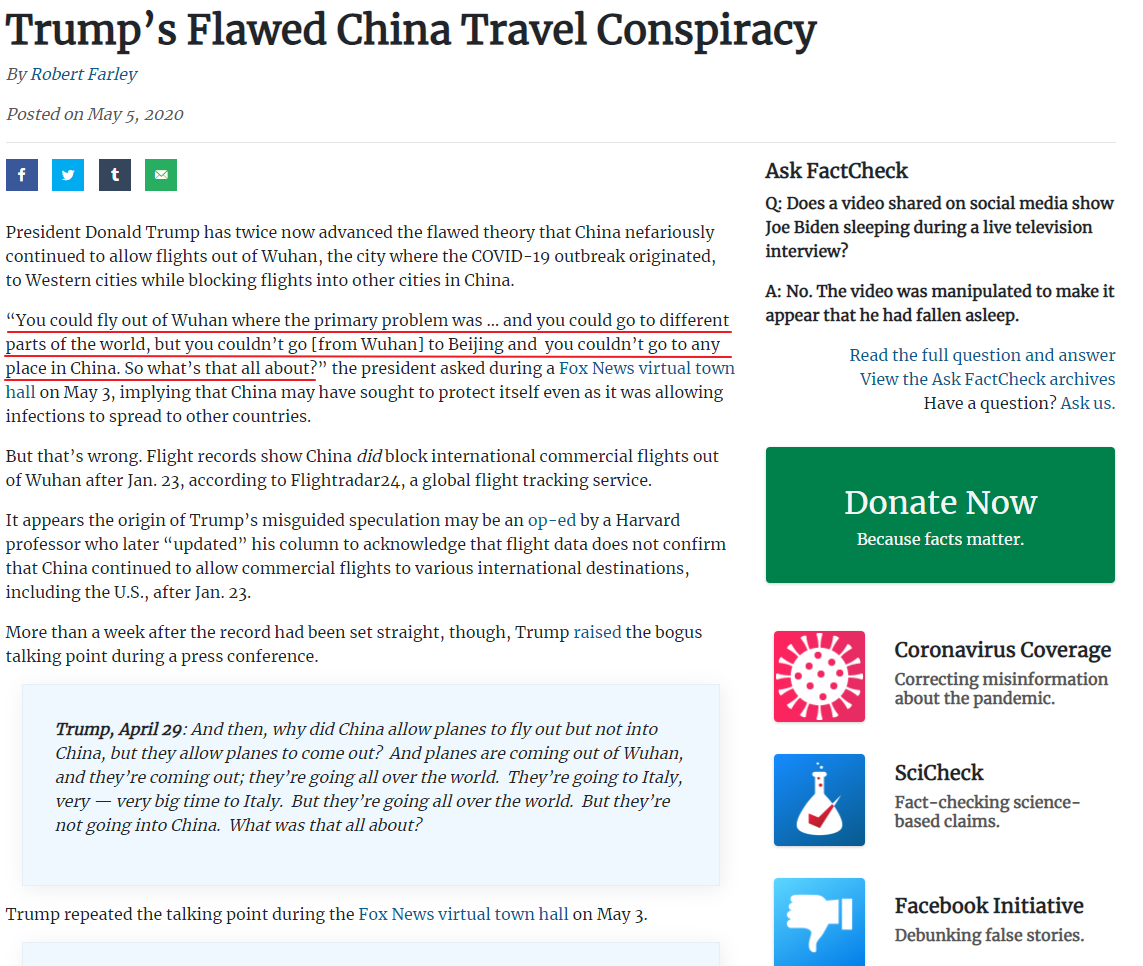 Trump’s Flawed China Travel Conspiracy
By Robert Farley
Posted on May 5, 2020
President Donald Trump has twice now advanced the flawed theory that China nefariously
continued to allow flights out of Wuhan, the city where the COVID-19 outbreak originated,
to Western cities while blocking flights into other cities in China.
“You could fly out of Wuhan where the primary problem was ... and you could go to different
parts of the world, but you couldn’t go [from Wuhan] to Beijing and you couldn’t go to any
place in China. So what’s that all about?” the president asked during a Fox News virtual town
hall on May 3, implying that China may have sought to protect itself even as it was allowing
infections to spread to other countries.
But that’s wrong. Flight records show China did block international commercial flights out
of Wuhan after Jan. 23, according to Flightradar24, a global flight tracking service.
It appears the origin of Trump’s misguided speculation may be an op-ed by a Harvard
professor who later “updated” his column to acknowledge that flight data does not confirm
that China continued to allow commercial flights to various international destinations,
including the U.S., after Jan. 23.
More than a week after the record had been set straight, though, Trump raised the bogus
talking point during a press conference.
Trump, April 29: And then, why did China allow planes to fly out but not into
China, but they allow planes to come out? And planes are coming out of Wuhan,
and they’re coming out; they’re going all over the world. They’re going to Italy,
very — very big time to Italy. But they’re going all over the world. But they’re
not going into China. What was that all about?
Trump repeated the talking point during the Fox News virtual town hall on May 3.
Ask FactCheck
Q: Does a video shared on social media show
Joe Biden sleeping during a live television
interview?
A: No. The video was manipulated to make it
appear that he had fallen asleep.
Read the full question and answer
View the Ask FactCheck archives
Have a question? Ask us.
Donate Now
Because facts matter.
Coronavirus Coverage
Correcting misinformation
about the pandemic.
SciCheck
Fact-checking science-
based claims.
Facebook Initiative
Debunking false stories.